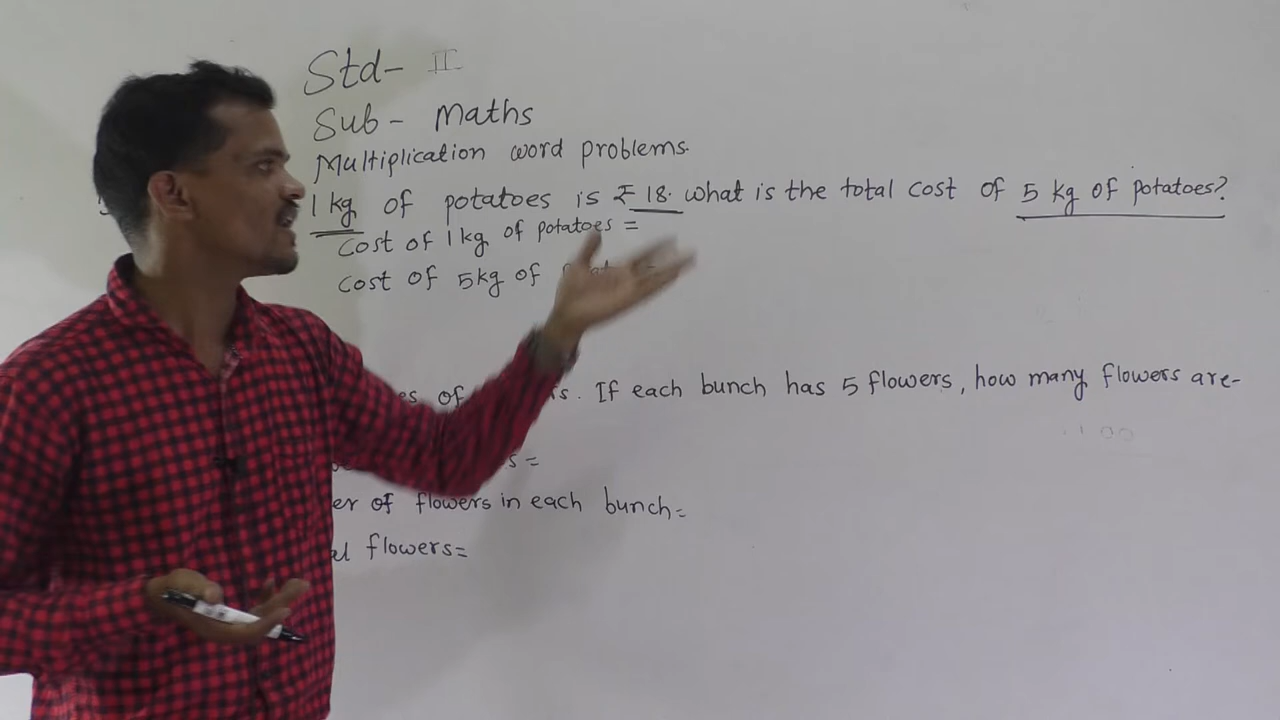 Std- II
Sub- Maths
Multiplication word problems.
1 kg of potatoes is ₹ 18. what is the total cost of 5 kg of potatoes?
cost of 1 kg of potatoes =
cost of 5kg of
of If each bunch has 5 flowers, how many flowers are-
=
of flowers in each bunch=
flowers=